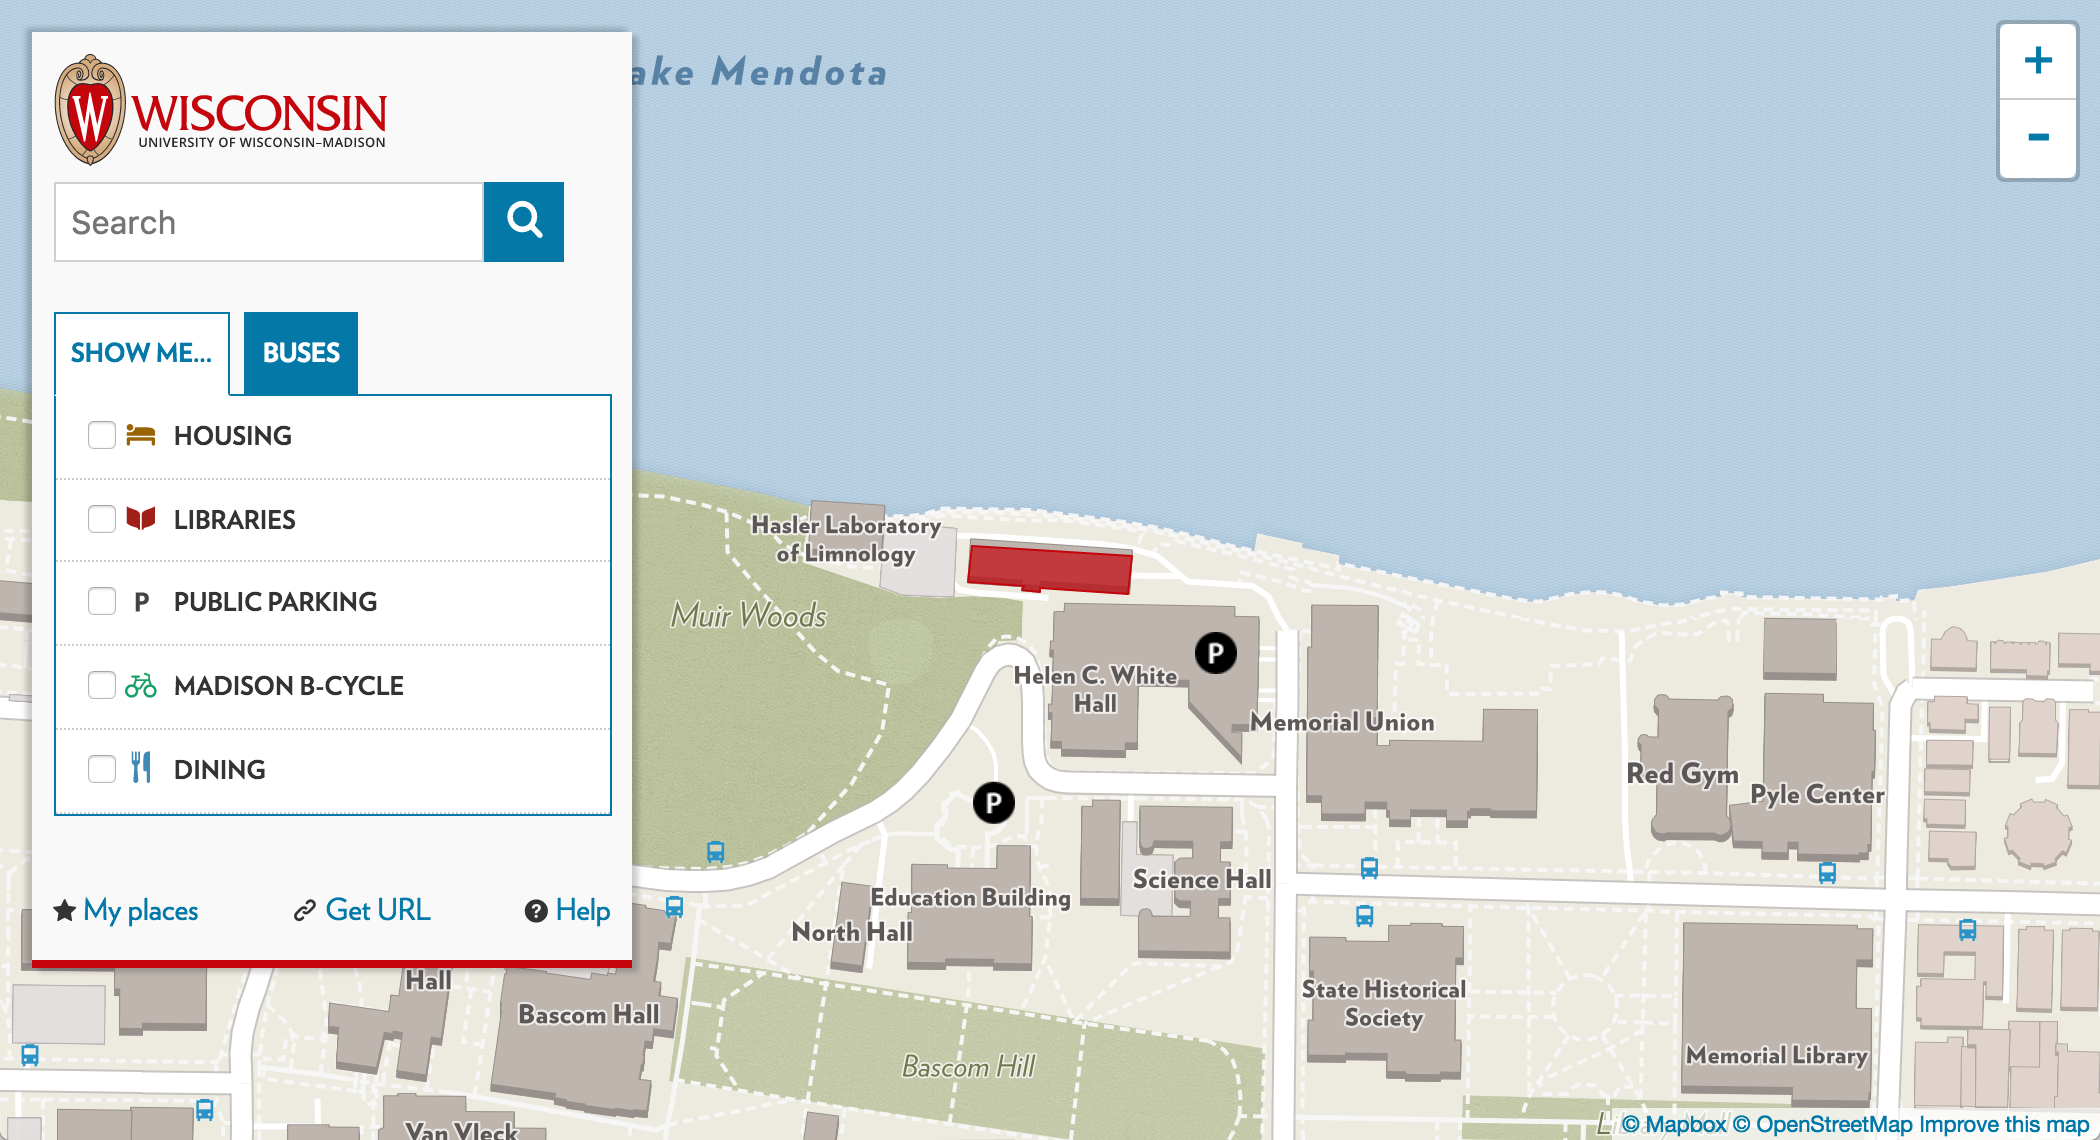 W
WISCONSIN
UNIVERSITY OF WISCONSIN–MADISON
Search
SHOW ME...
BUSES
HOUSING
LIBRARIES
P PUBLIC PARKING
MADISON B-CYCLE
DINING
My places
Get URL
? Help
ake Mendota
+
-
Hasler Laboratory
of Limnology
Muir Woods
P
Helen C. White
Hall
Memorial Union
Red Gym
Pyle Center
P
Science Hall
Education Building
North Hall
Hall
Bascom Hall
State Historical
Society
Memorial Library
Bascom Hill
Van Vleck
© Mapbox © OpenStreetMap Improve this map